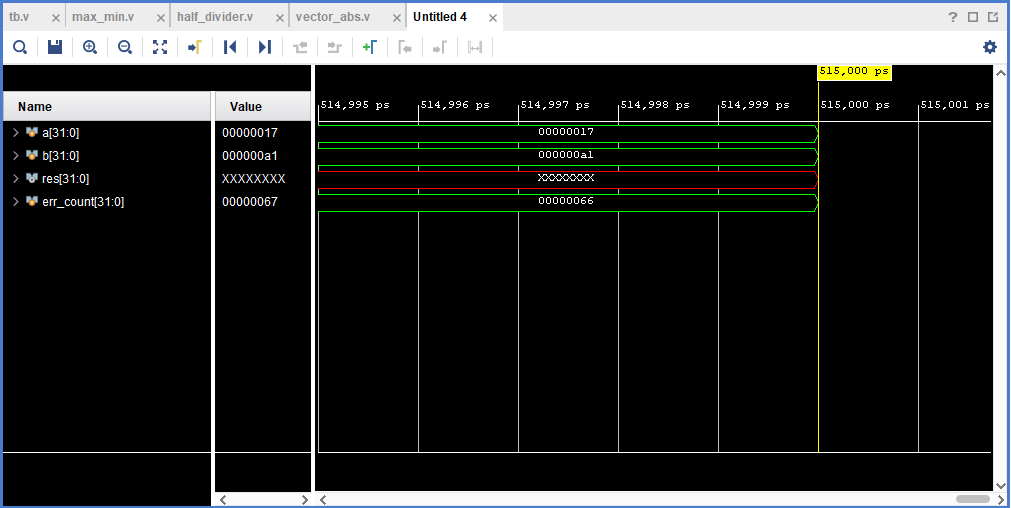 tb.v max_min.v half_divider.v vector_abs.v Untitled 4
515,000 ps
Name Value 514,995 ps 514,996 ps 514,997 ps 514,998 ps 514,999 ps 515,000 ps 515,001 ps
a[31:0] 00000017 00000017
b[31:0] 000000a1 000000a1
res[31:0] XXXXXXXX XXXXXXXX
err_count[31:0] 00000067 00000066